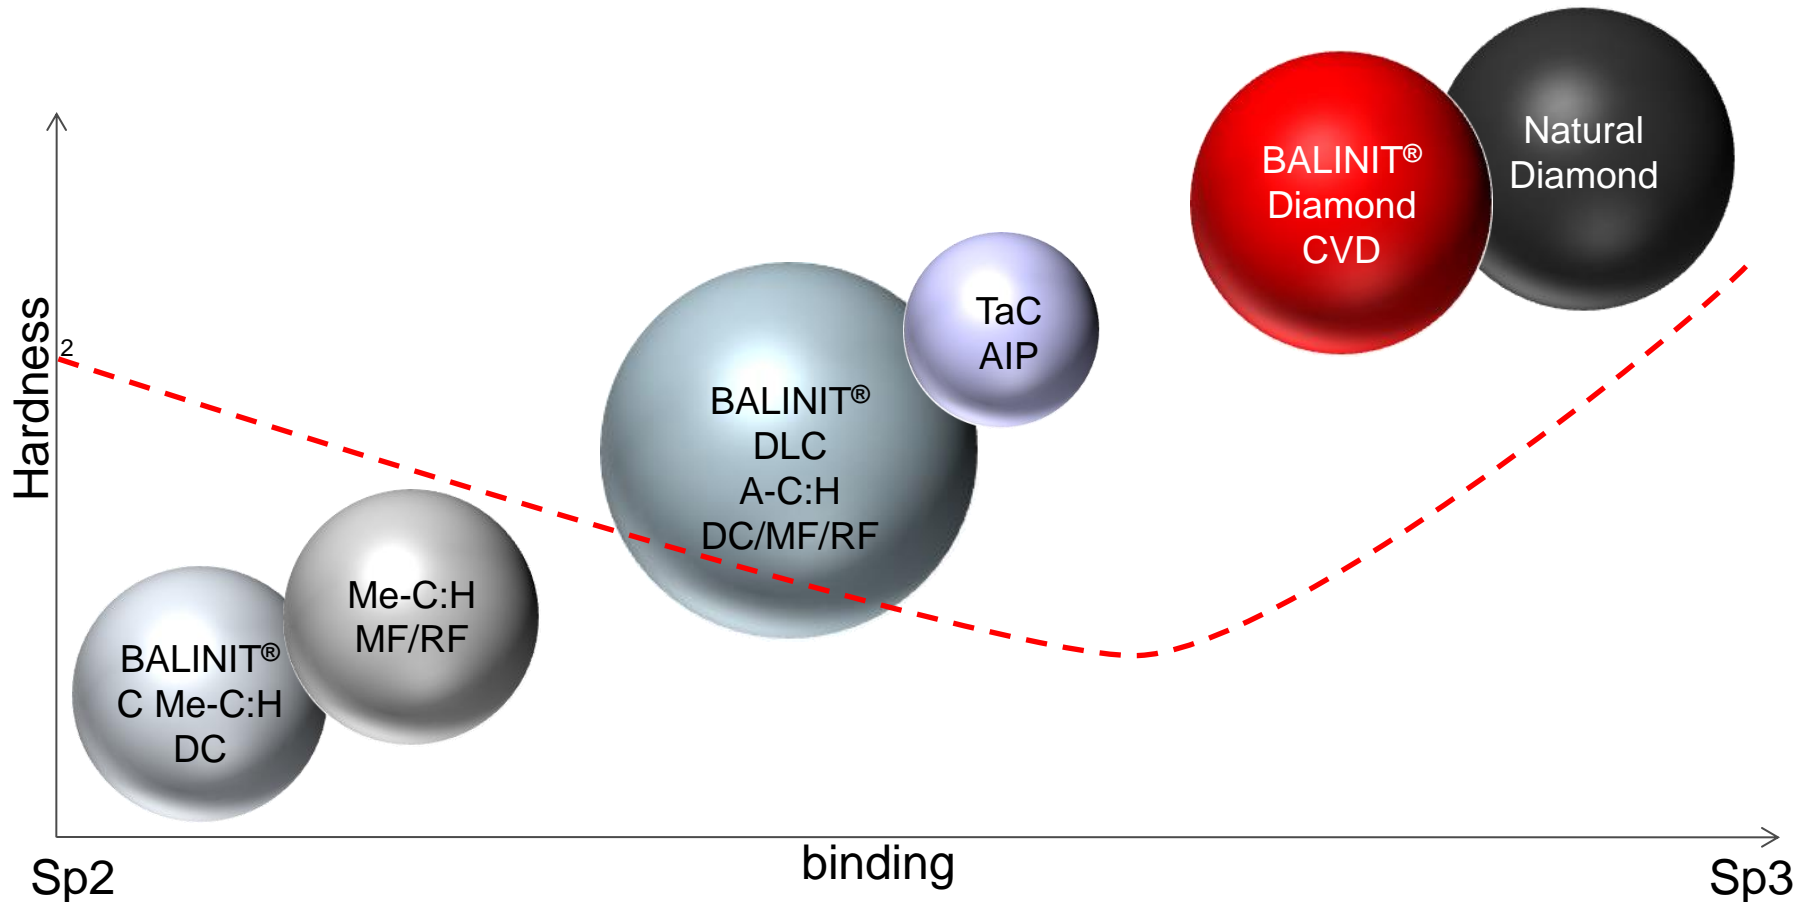 Natural
Diamond
BALINIT®
Diamond
CVD
TaC
AIP
BALINIT®
DLC
A-C:H
DC/MF/RF
Me-C:H
MF/RF
BALINIT®
C Me-C:H
DC
Hardness
2
Sp2
binding
Sp3